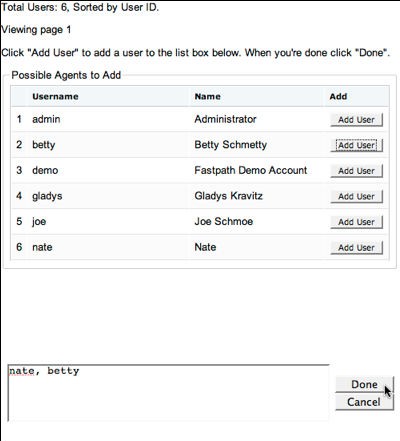 Total Users: 6, Sorted by User ID.
Viewing page 1
Click "Add User" to add a user to the list box below. When you're done click "Done".
Possible Agents to Add
Username Name Add
1 admin Administrator Add User
2 betty Betty Schmetty Add User
3 demo Fastpath Demo Account Add User
4 gladys Gladys Kravitz Add User
5 joe Joe Schmoe Add User
6 nate Nate Add User
nate, betty
Done
Cancel